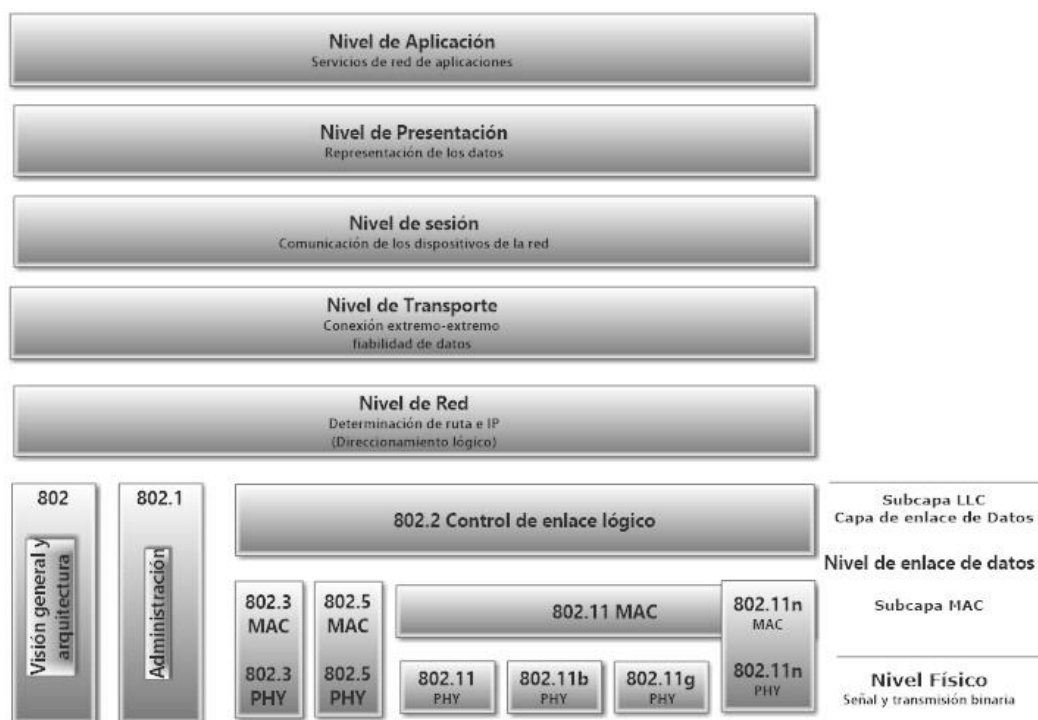 Nivel de Aplicación
Servicios de red de aplicaciones
Nivel de Presentación
Representación de los datos
Nivel de sesión
Comunicación de los dispositivos de la red
Nivel de Transporte
Conexión extremo-extremo
fiabilidad de datos
Nivel de Red
Determinación de ruta e IP
(Direccionamiento lógico)
802
Visión general y
arquitectura
802.1
Administración
802.2 Control de enlace lógico
Subcapa LLC
Capa de enlace de Datos
Nivel de enlace de datos
802.3
MAC
802.3
PHY
802.5
MAC
802.5
PHY
802.11 MAC
802.11n
MAC
802.11n
PHY
Subcapa MAC
802.11
PHY
802.11b
PHY
802.11g
PHY
Nivel Físico
Señal y transmisión binaria